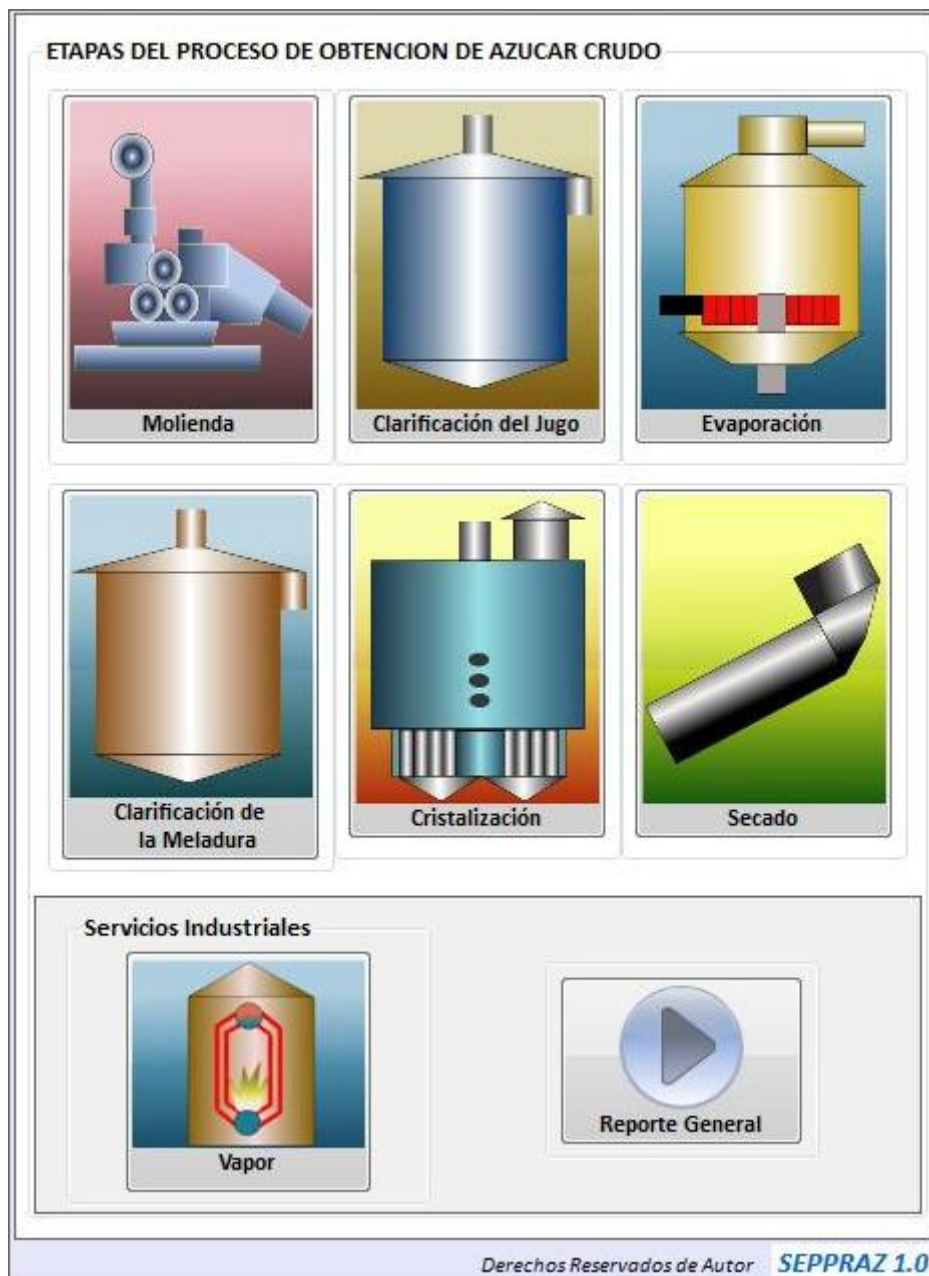 ETAPAS DEL PROCESO DE OBTENCION DE AZUCAR CRUDO
Molienda
Clarificación del Jugo
Evaporación
Clarificación de
la Meladura
Cristalización
Secado
Servicios Industriales
Vapor
Reporte General
Derechos Reservados de Autor SEPPRAZ 1.0